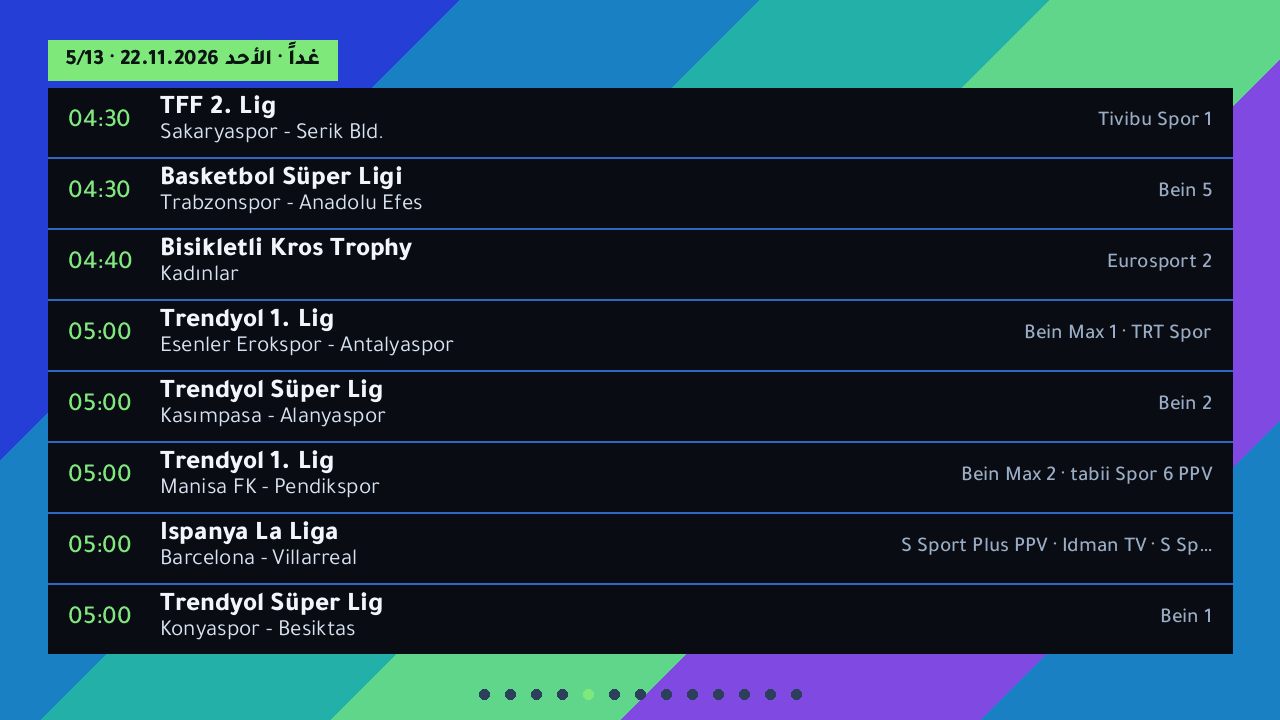 غداً · الأحد 22.11.2026 · 5/13
04:30
TFF 2. Lig
Sakaryaspor - Serik Bld.
Tivibu Spor 1
04:30
Basketbol Süper Ligi
Trabzonspor - Anadolu Efes
Bein 5
04:40
Bisikletli Kros Trophy
Kadınlar
Eurosport 2
05:00
Trendyol 1. Lig
Esenler Erokspor - Antalyaspor
Bein Max 1 · TRT Spor
05:00
Trendyol Süper Lig
Kasımpasa - Alanyaspor
Bein 2
05:00
Trendyol 1. Lig
Manisa FK - Pendikspor
Bein Max 2 · tabii Spor 6 PPV
05:00
Ispanya La Liga
Barcelona - Villarreal
S Sport Plus PPV · Idman TV · S Sp…
05:00
Trendyol Süper Lig
Konyaspor - Besiktas
Bein 1